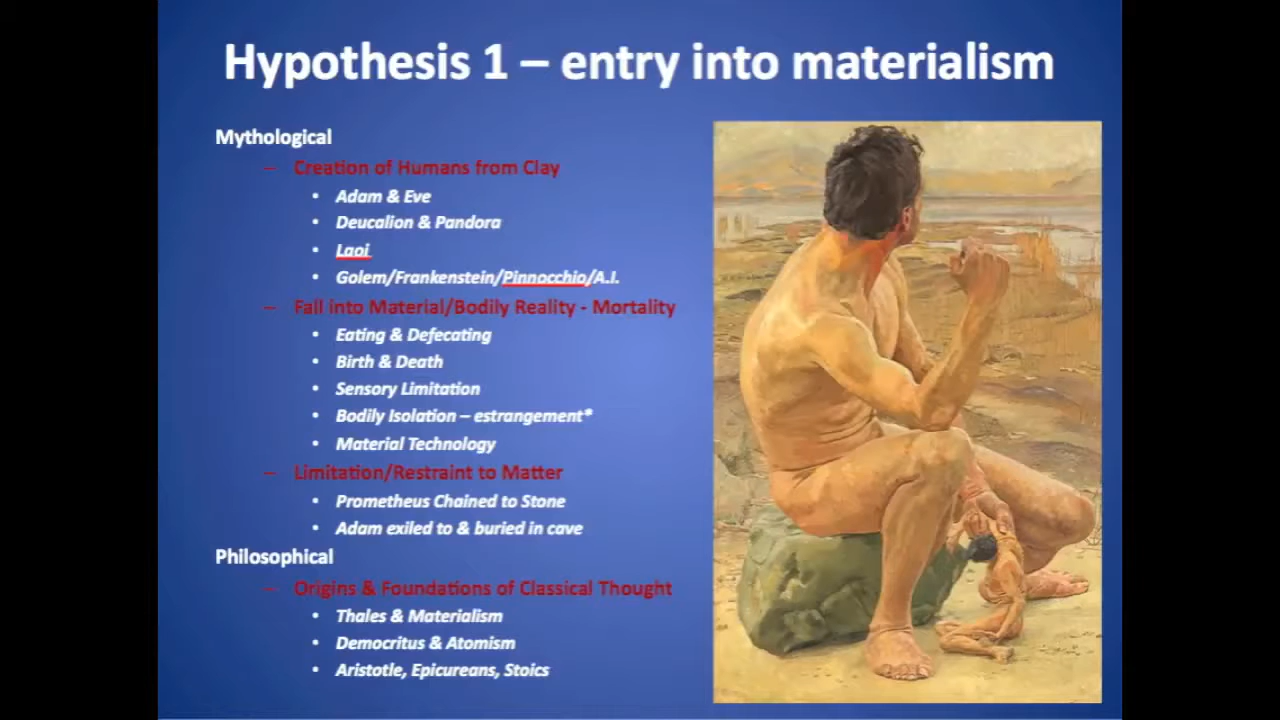 Hypothesis 1 – entry into materialism
Mythological
– Creation of Humans from Clay
• Adam & Eve
• Deucalion & Pandora
• Laoi
• Golem/Frankenstein/Pinnocchio/A.I.
– Fall into Material/Bodily Reality - Mortality
• Eating & Defecating
• Birth & Death
• Sensory Limitation
• Bodily Isolation – estrangement*
• Material Technology
– Limitation/Restraint to Matter
• Prometheus Chained to Stone
• Adam exiled to & buried in cave
Philosophical
– Origins & Foundations of Classical Thought
• Thales & Materialism
• Democritus & Atomism
• Aristotle, Epicureans, Stoics